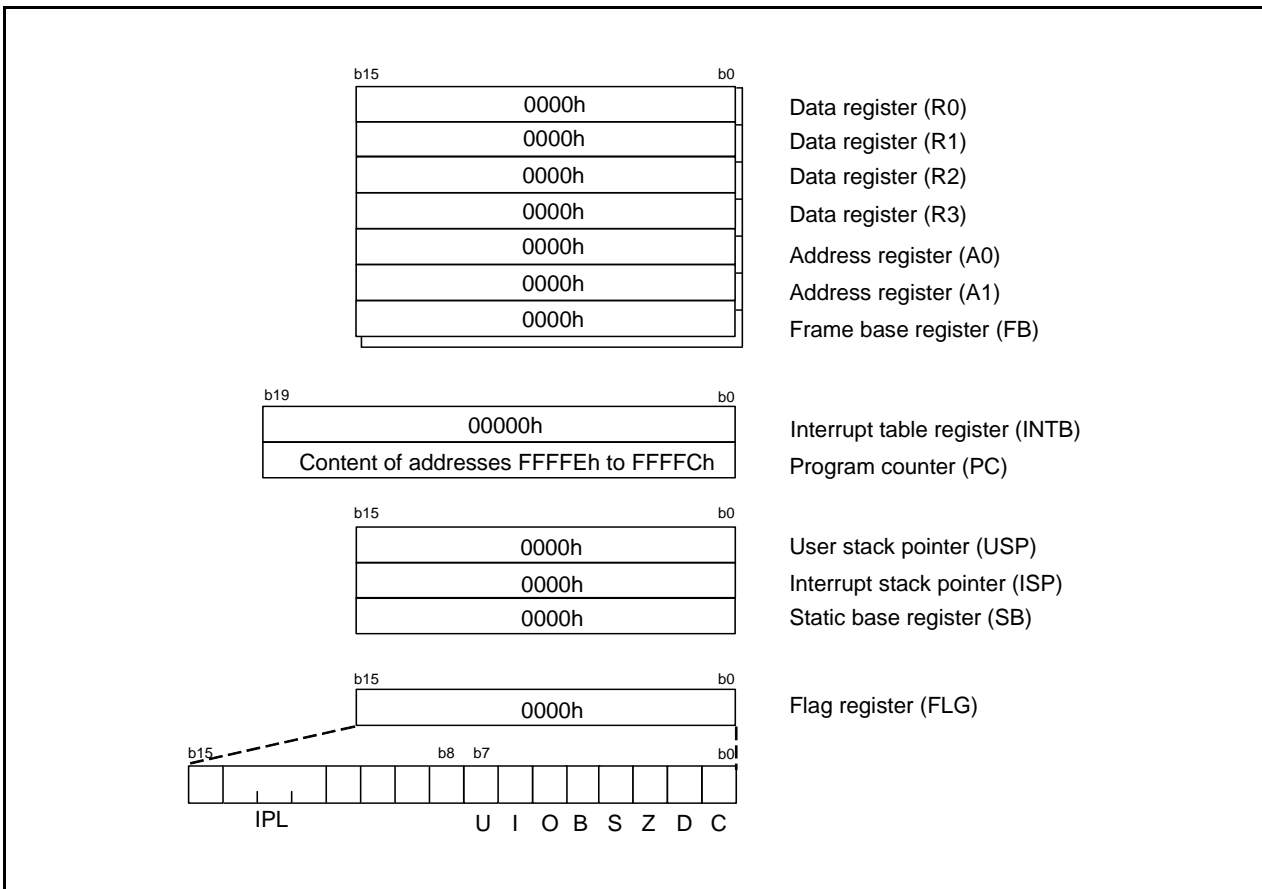 b15 b0
0000h Data register (R0)
0000h Data register (R1)
0000h Data register (R2)
0000h Data register (R3)
0000h Address register (A0)
0000h Address register (A1)
0000h Frame base register (FB)
b19 b0
00000h Interrupt table register (INTB)
Content of addresses FFFFEh to FFFFCh Program counter (PC)
b15 b0
0000h User stack pointer (USP)
0000h Interrupt stack pointer (ISP)
0000h Static base register (SB)
b15 b0
0000h Flag register (FLG)
b15 b8 b7 b0
IPL U I O B S Z D C